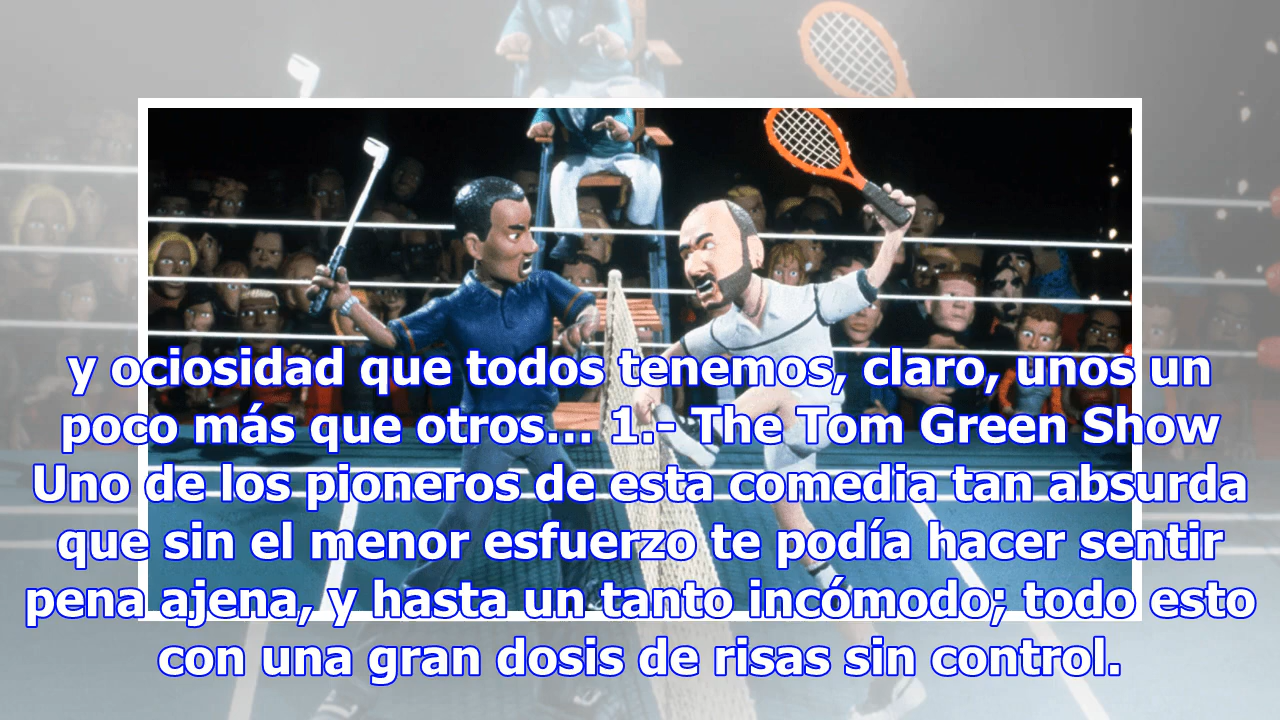 y ociosidad que todos tenemos, claro, unos un
poco más que otros... 1.- The Tom Green Show
Uno de los pioneros de esta comedia tan absurda
que sin el menor esfuerzo te podía hacer sentir
pena ajena, y hasta un tanto incómodo; todo esto
con una gran dosis de risas sin control.